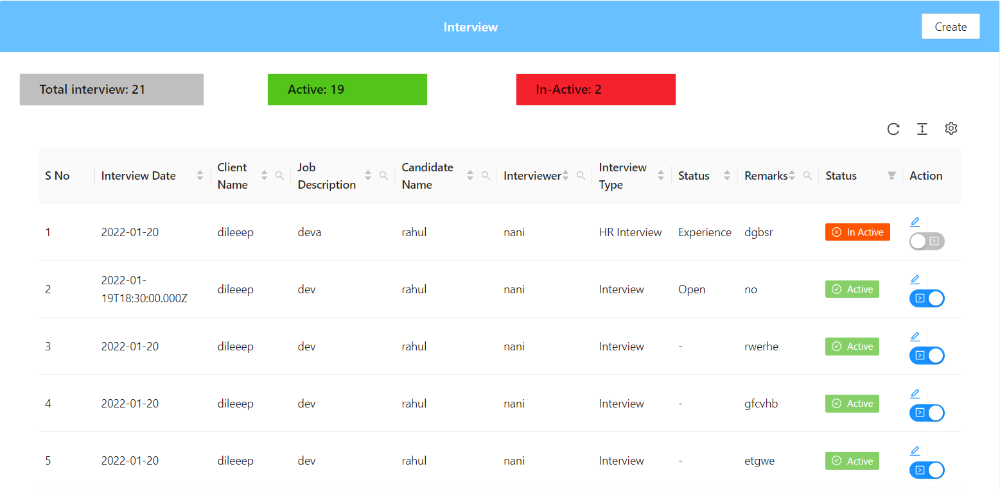 Interview
Create
Total interview: 21
Active: 19
In-Active: 2
S No
Interview Date
Client
Name
Job
Description
Candidate
Name
Interviewer
Interview
Type
Status
Remarks
Status
Action
1
2022-01-20
dileeep
deva
rahul
nani
HR Interview
Experience
dgbsr
In Active
2
2022-01-
19T18:30:00.000Z
dileeep
dev
rahul
nani
Interview
Open
no
Active
3
2022-01-20
dileeep
dev
rahul
nani
Interview
-
rwerhe
Active
4
2022-01-20
dileeep
dev
rahul
nani
Interview
-
gfcvhb
Active
5
2022-01-20
dileeep
dev
rahul
nani
Interview
-
etgwe
Active